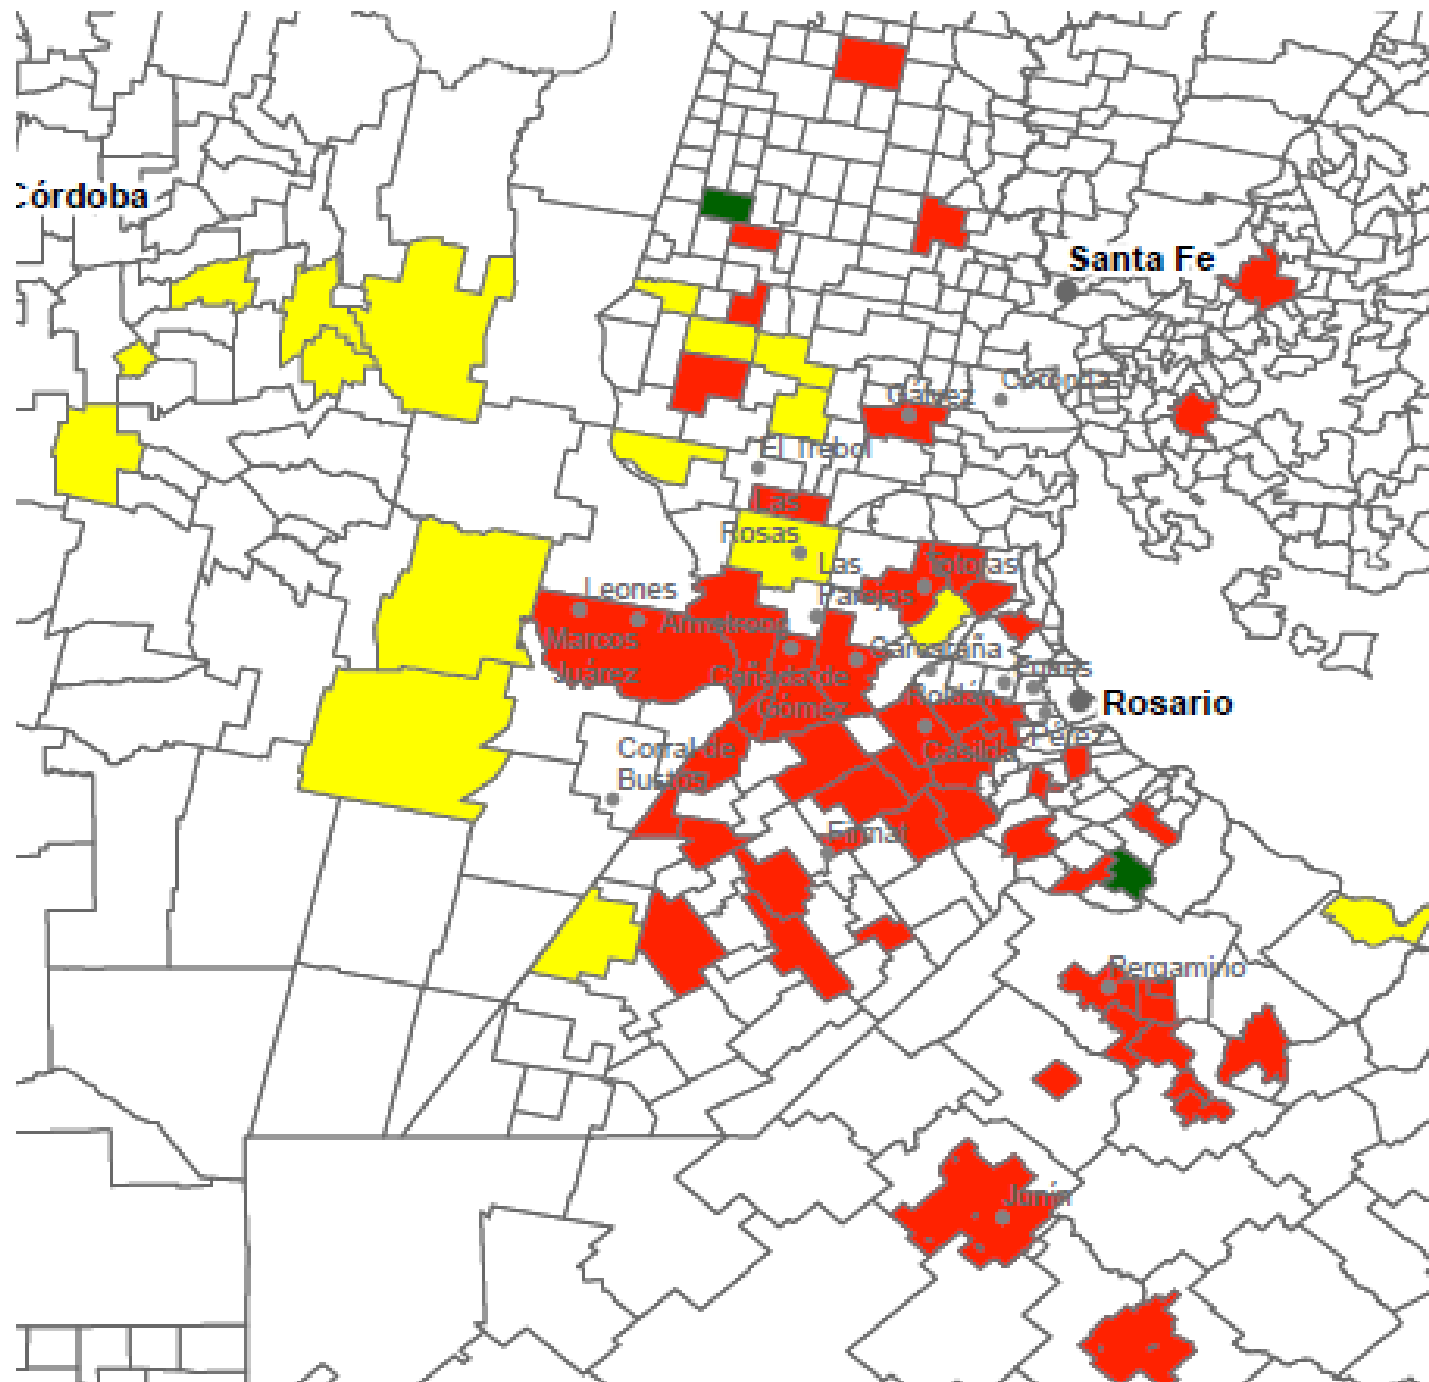 Córdoba
Santa Fe
Coronda
Gálvez
El Trébol
Las
Rosas
Las
Parejas
Totoras
Leones
Marcos
Juárez
Armstrong
Cañada de
Gómez
Carcarañá
Funes
Roldán
Rosario
Pérez
Casilda
Corral de
Bustos
Firmat
Pergamino
Junín